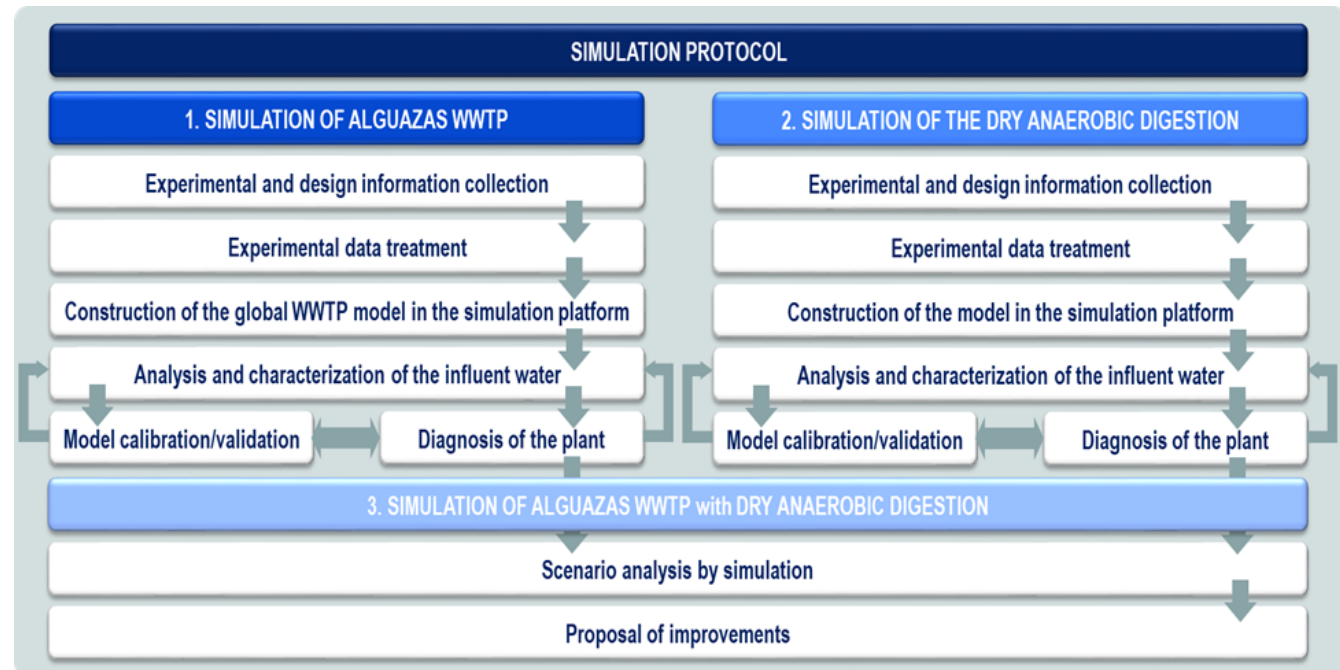 SIMULATION PROTOCOL
1. SIMULATION OF ALGUAZAS WWTP
Experimental and design information collection
Experimental data treatment
Construction of the global WWTP model in the simulation platform
Analysis and characterization of the influent water
Model calibration/validation
Diagnosis of the plant
2. SIMULATION OF THE DRY ANAEROBIC DIGESTION
Experimental and design information collection
Experimental data treatment
Construction of the model in the simulation platform
Analysis and characterization of the influent water
Model calibration/validation
Diagnosis of the plant
3. SIMULATION OF ALGUAZAS WWTP with DRY ANAEROBIC DIGESTION
Scenario analysis by simulation
Proposal of improvements